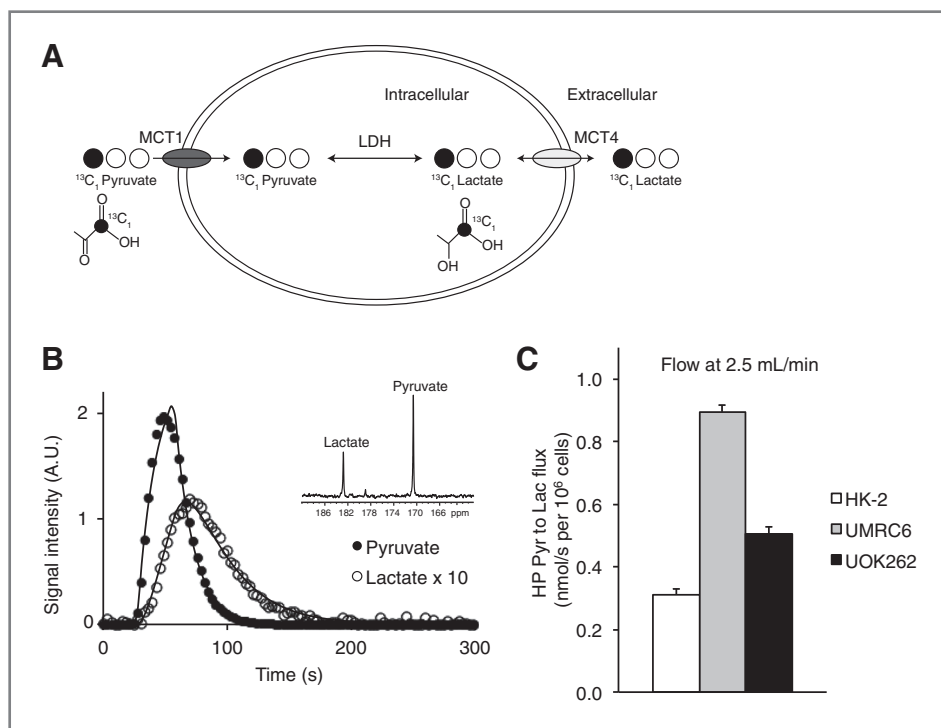 A
Intracellular
Extracellular
MCT1
LDH
MCT4
¹³C₁ Pyruvate
¹³C₁ Pyruvate
¹³C₁ Lactate
¹³C₁ Lactate
O
¹³C₁
OH
O
O
¹³C₁
OH
OH
B
Signal intensity (A.U.)
2
1
0
0
100
200
300
Time (s)
Pyruvate
Lactate
186
182
178
174
170
166
ppm
Pyruvate
Lactate x 10
C
Flow at 2.5 mL/min
HP Pyr to Lac flux
(nmol/s per 10⁶ cells)
1.0
0.8
0.6
0.4
0.2
0.0
HK-2
UMRC6
UOK262